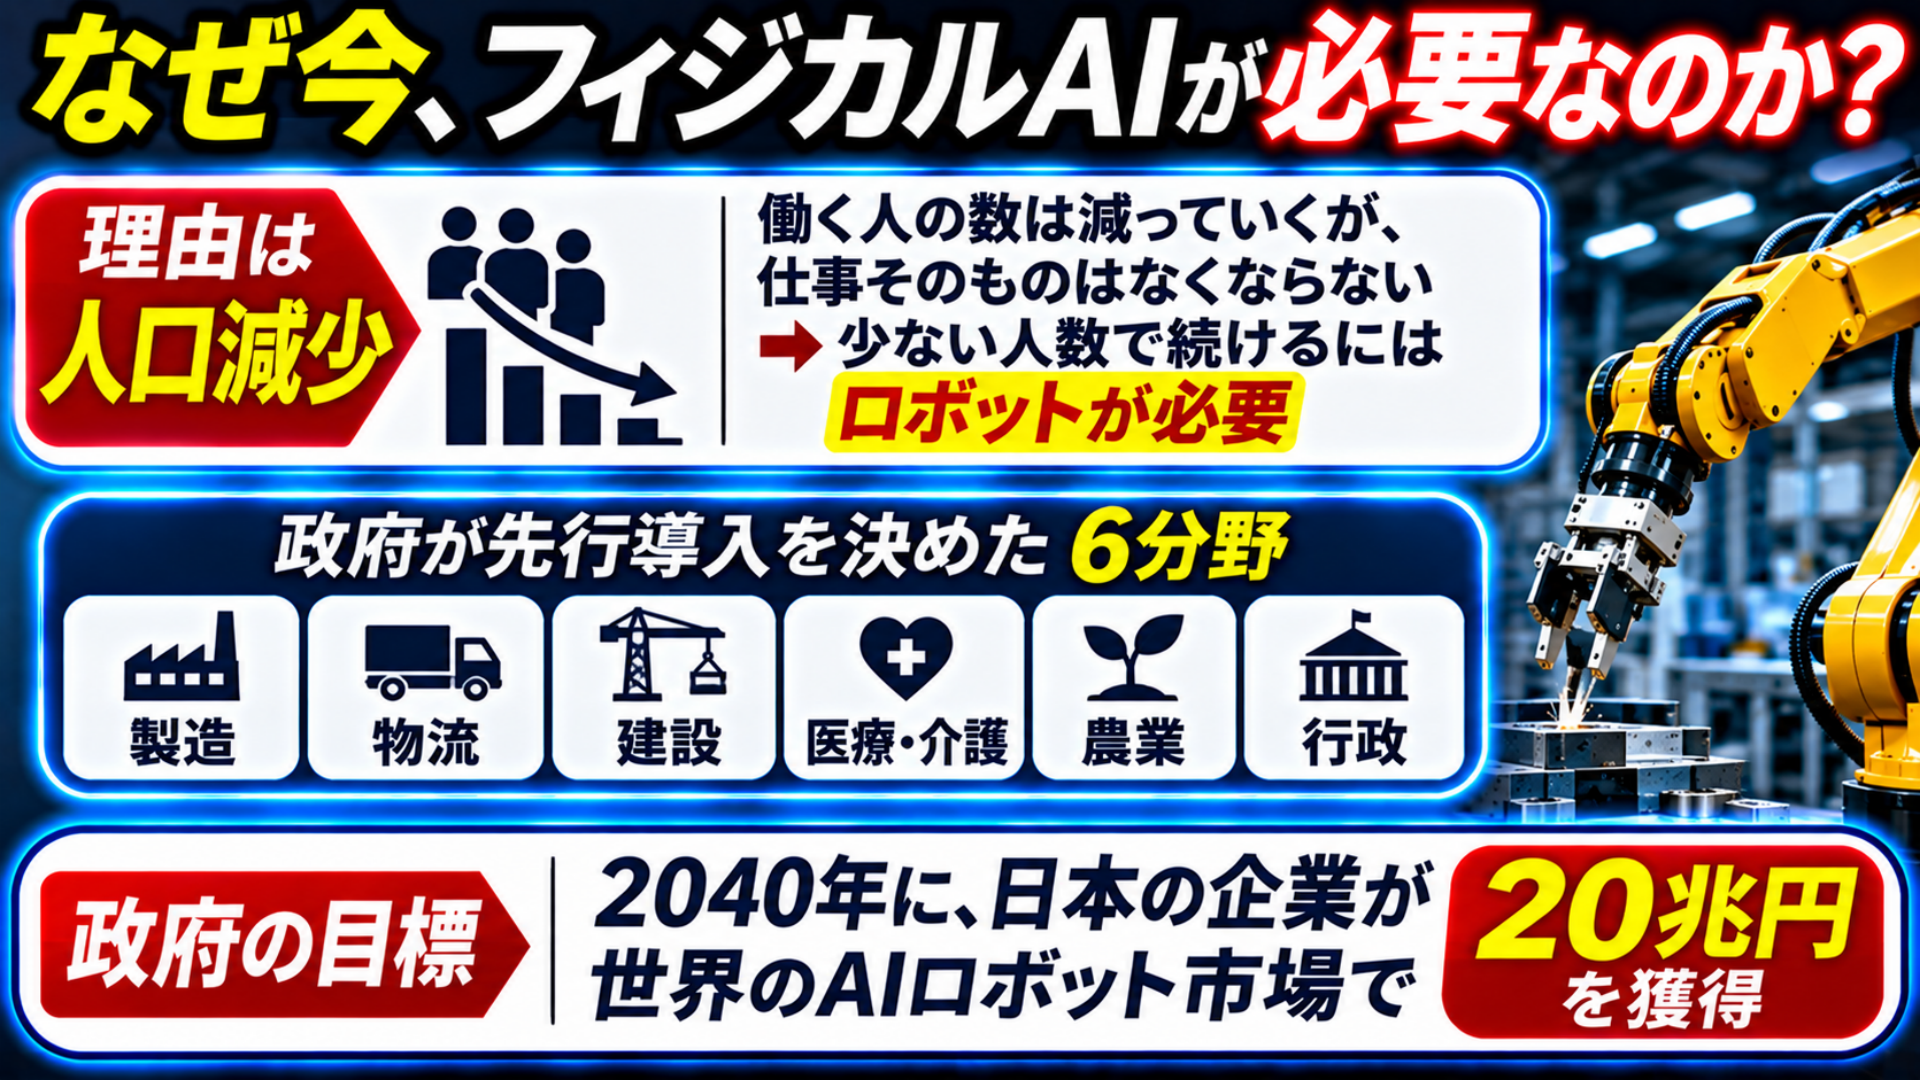 なぜ今、フィジカルAIが必要なのか?
理由は
人口減少
働く人の数は減っていくが、
仕事そのものはなくならない
➡ 少ない人数で続けるには
ロボットが必要
政府が先行導入を決めた 6分野
製造
物流
建設
医療・介護
農業
行政
政府の目標
2040年に、日本の企業が
世界のAIロボット市場で
20兆円
を獲得